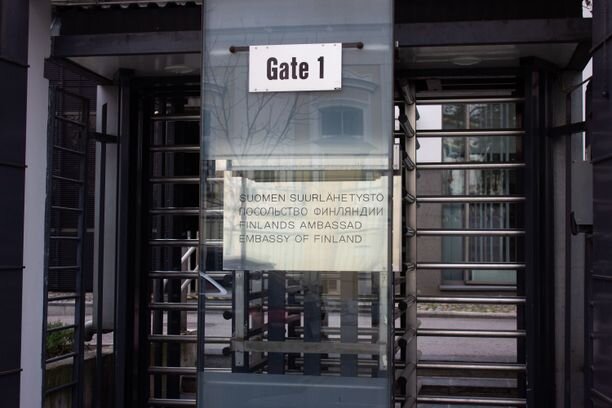 Gate 1
SUOMEN SUURLÄHETYSTÖ
ПОСОЛЬСТВО ФИНЛЯНДИИ
FINLANDS AMBASSAD
EMBASSY OF FINLAND